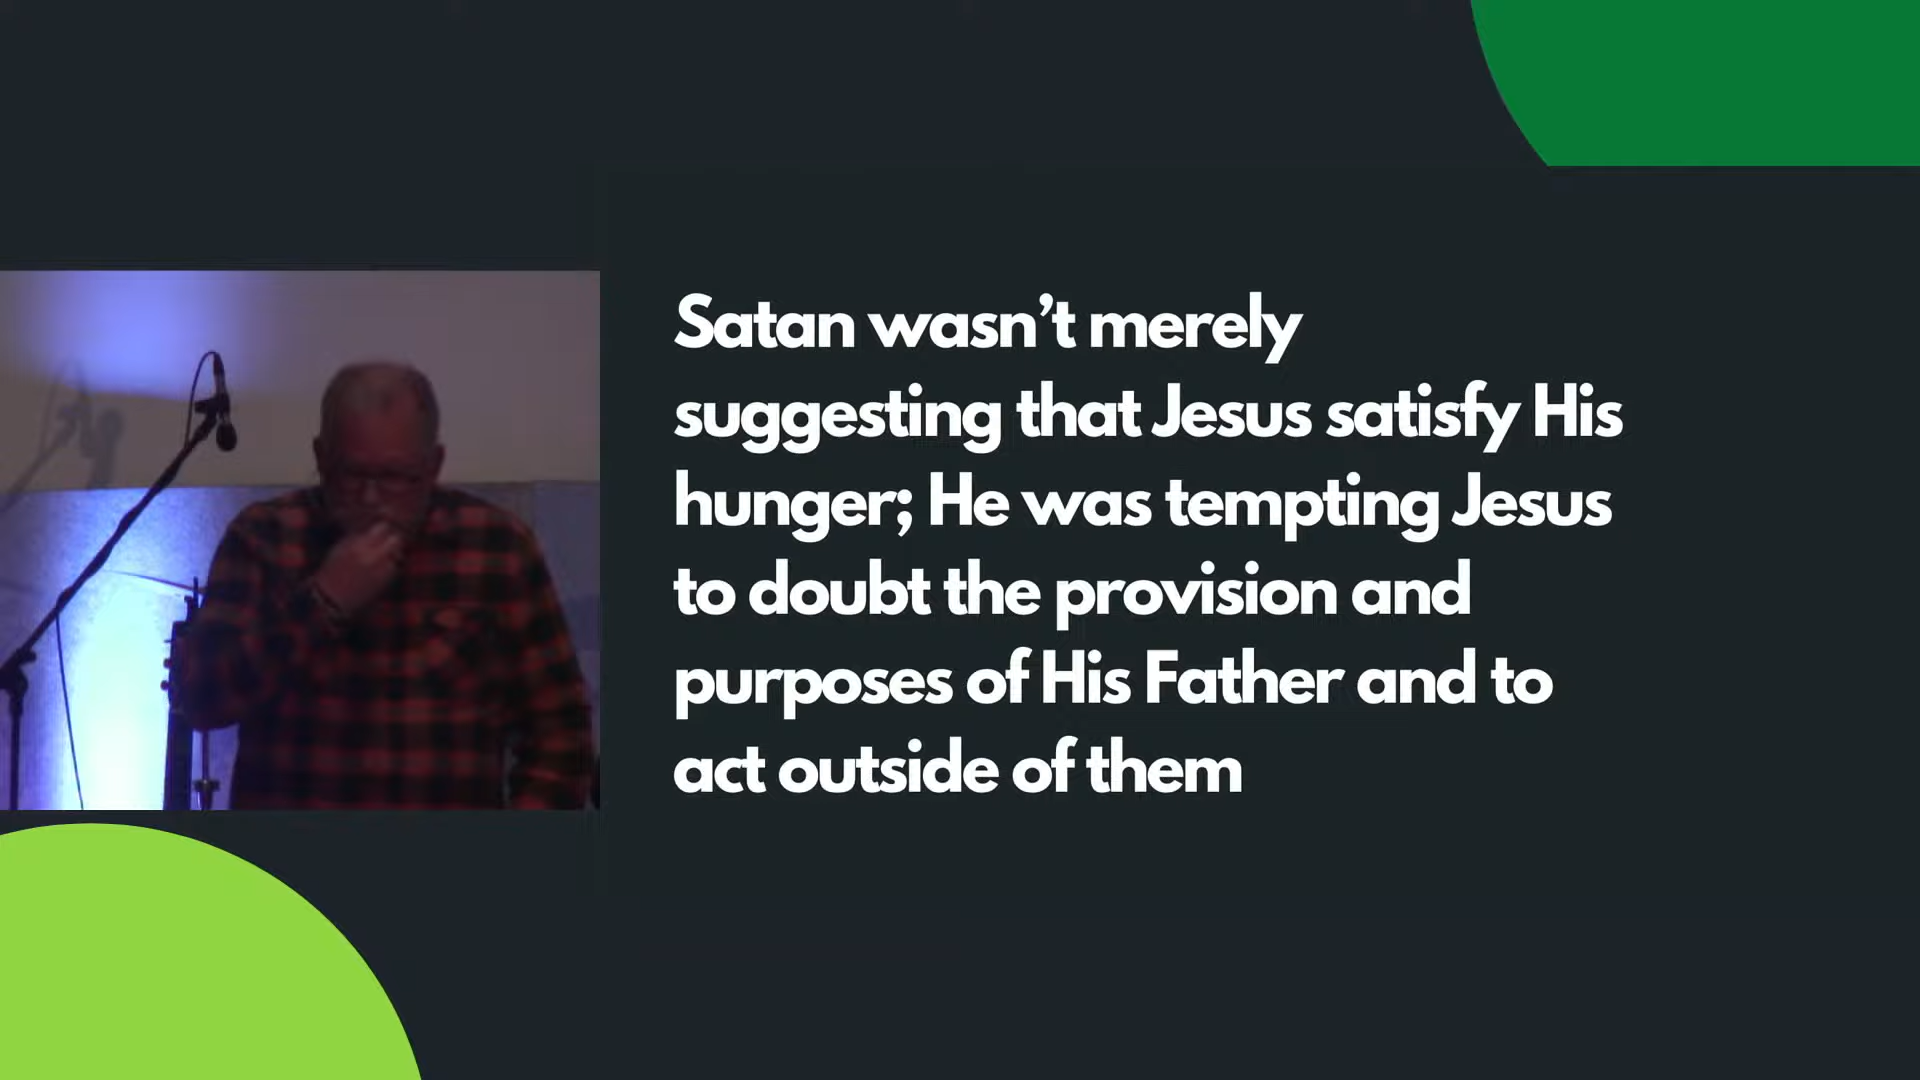 Satan wasn’t merely
suggesting that Jesus satisfy His
hunger; He was tempting Jesus
to doubt the provision and
purposes of His Father and to
act outside of them